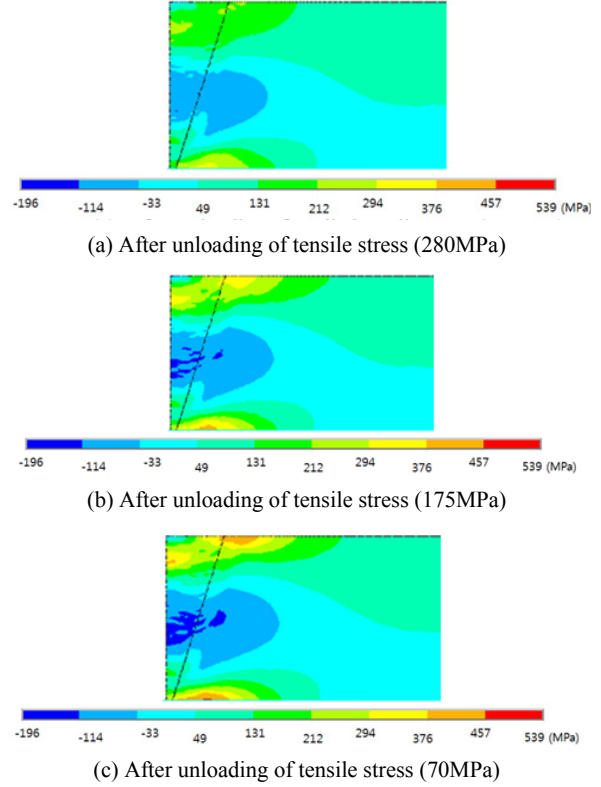 -196 -114 -33 49 131 212 294 376 457 539 (MPa)
(a) After unloading of tensile stress (280MPa)
-196 -114 -33 49 131 212 294 376 457 539 (MPa)
(b) After unloading of tensile stress (175MPa)
-196 -114 -33 49 131 212 294 376 457 539 (MPa)
(c) After unloading of tensile stress (70MPa)